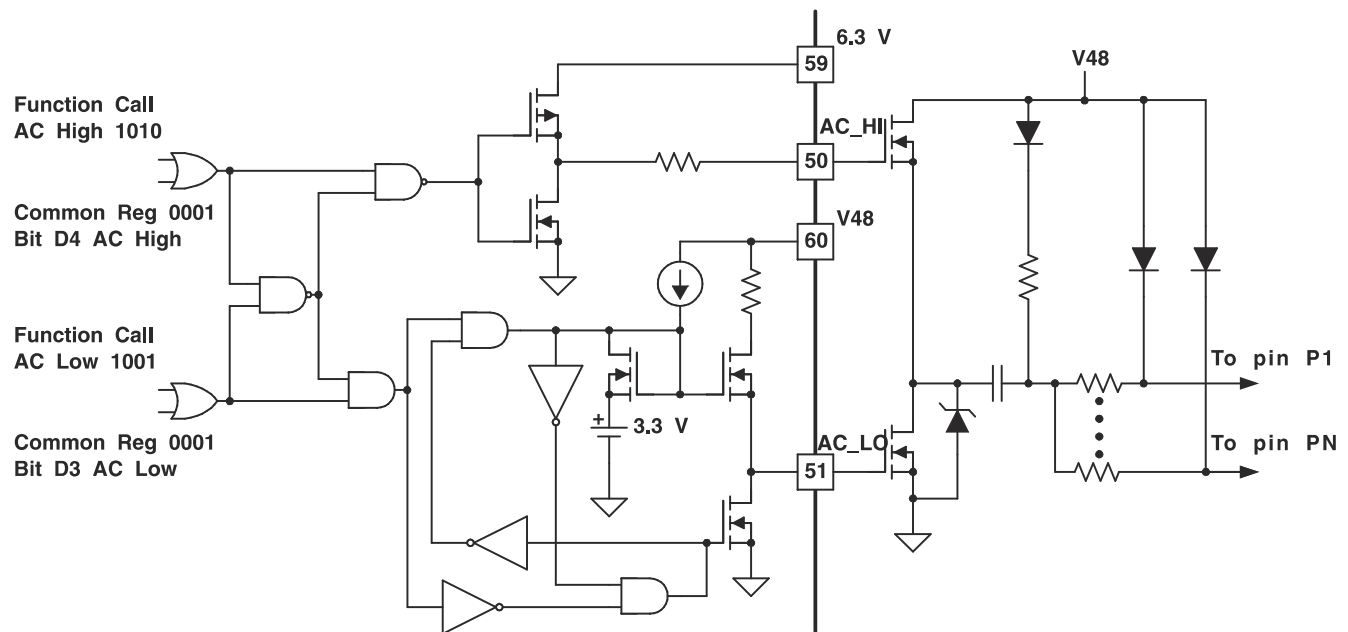 6.3 V
59
V48
Function Call
AC High 1010
AC_HI
50
Common Reg 0001
Bit D4 AC High
V48
60
Function Call
AC Low 1001
To pin P1
+
3.3 V
AC_LO
To pin PN
Common Reg 0001
Bit D3 AC Low
51